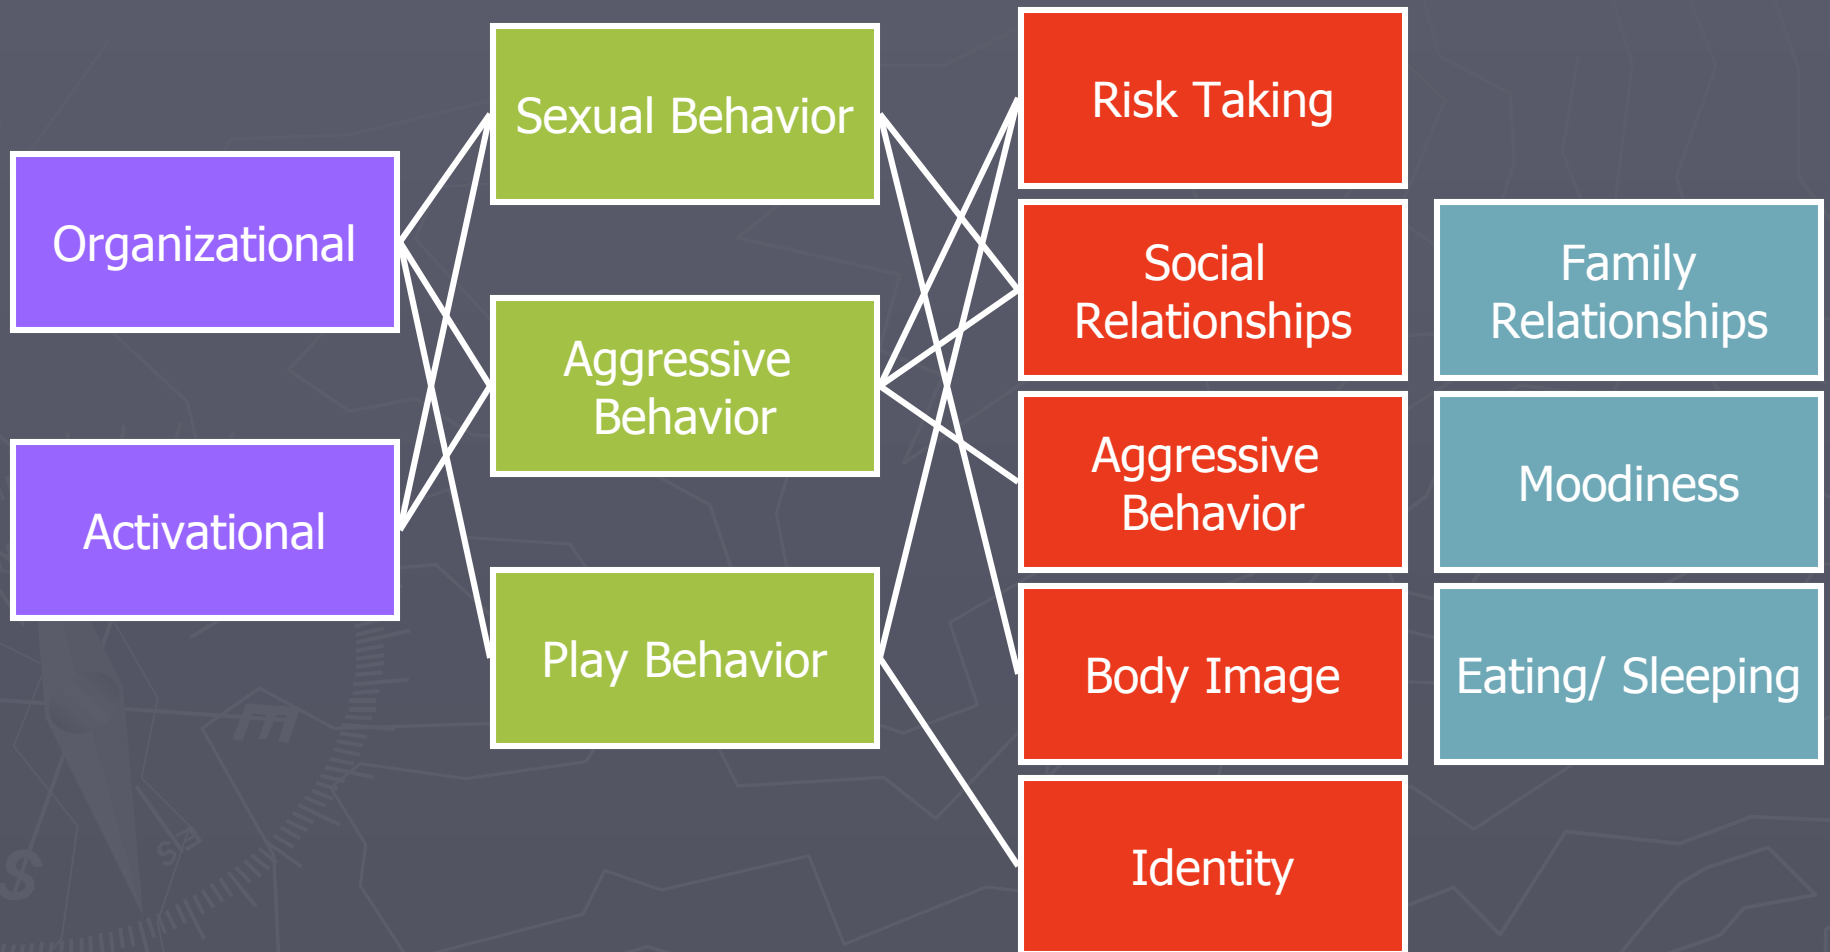 Organizational
Activational
Sexual Behavior
Aggressive
Behavior
Play Behavior
Risk Taking
Social
Relationships
Aggressive
Behavior
Body Image
Identity
Family
Relationships
Moodiness
Eating/ Sleeping
E
SE
S